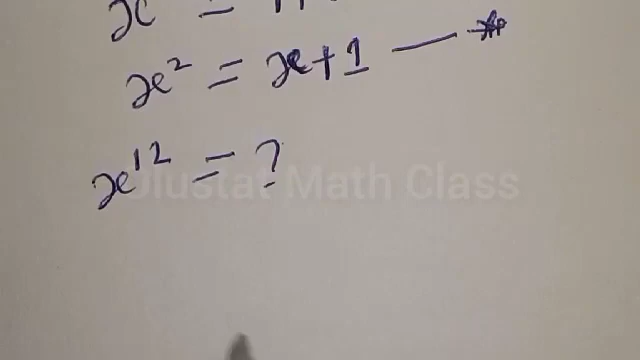 x² = x+1 — *
x¹² = ?
Olustat Math Class